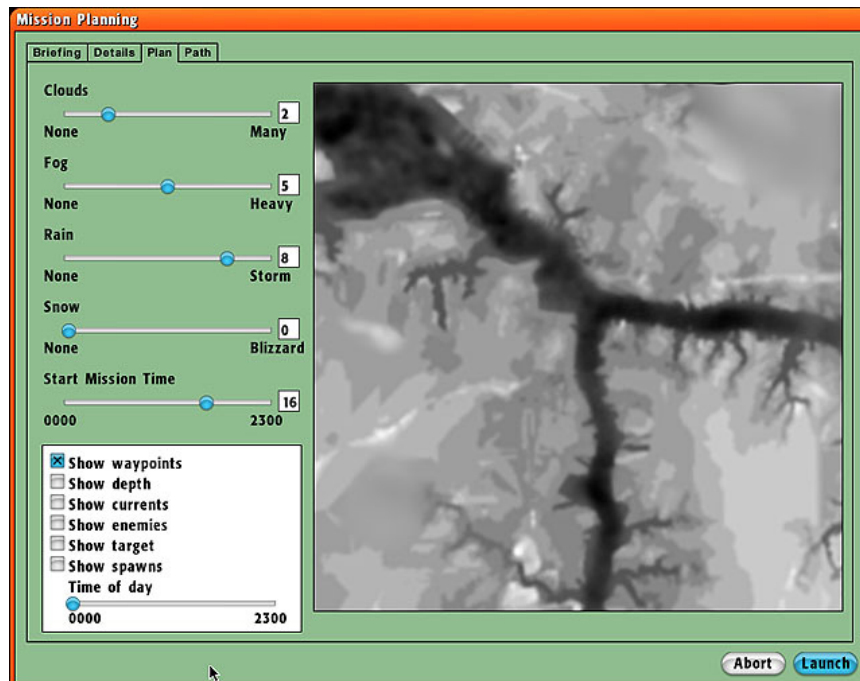 Mission Planning
Briefing Details Plan Path
Clouds
2
None Many
Fog
5
None Heavy
Rain
8
None Storm
Snow
0
None Blizzard
Start Mission Time
16
0000 2300
Show waypoints
Show depth
Show currents
Show enemies
Show target
Show spawns
Time of day
0000 2300
Abort Launch